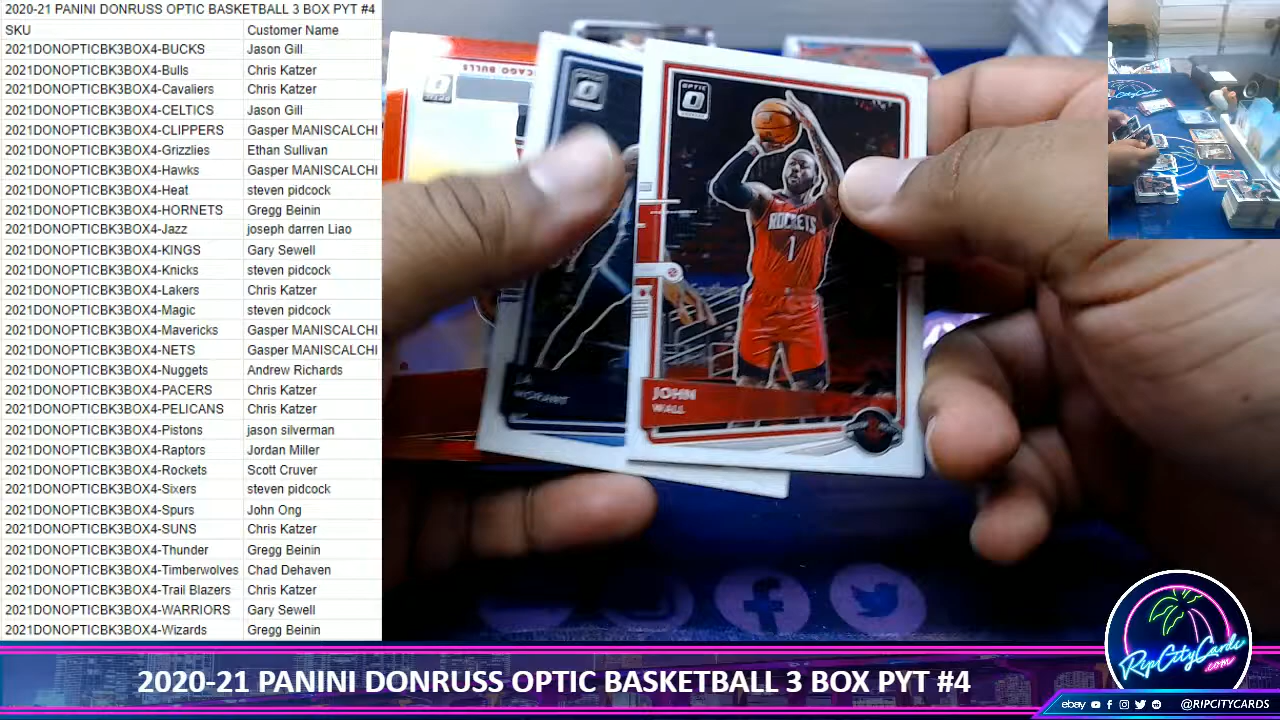 2020-21 PANINI DONRUSS OPTIC BASKETBALL 3 BOX PYT #4
SKU Customer Name
2021DONOPTICBK3BOX4-BUCKS Jason Gill
2021DONOPTICBK3BOX4-Bulls Chris Katzer
2021DONOPTICBK3BOX4-Cavaliers Chris Katzer
2021DONOPTICBK3BOX4-CELTICS Jason Gill
2021DONOPTICBK3BOX4-CLIPPERS Gasper MANISCALCHI
2021DONOPTICBK3BOX4-Grizzlies Ethan Sullivan
2021DONOPTICBK3BOX4-Hawks Gasper MANISCALCHI
2021DONOPTICBK3BOX4-Heat steven pidcock
2021DONOPTICBK3BOX4-HORNETS Gregg Beinin
2021DONOPTICBK3BOX4-Jazz joseph darren Liao
2021DONOPTICBK3BOX4-KINGS Gary Sewell
2021DONOPTICBK3BOX4-Knicks steven pidcock
2021DONOPTICBK3BOX4-Lakers Chris Katzer
2021DONOPTICBK3BOX4-Magic steven pidcock
2021DONOPTICBK3BOX4-Mavericks Gasper MANISCALCHI
2021DONOPTICBK3BOX4-NETS Gasper MANISCALCHI
2021DONOPTICBK3BOX4-Nuggets Andrew Richards
2021DONOPTICBK3BOX4-PACERS Chris Katzer
2021DONOPTICBK3BOX4-PELICANS Chris Katzer
2021DONOPTICBK3BOX4-Pistons jason silverman
2021DONOPTICBK3BOX4-Raptors Jordan Miller
2021DONOPTICBK3BOX4-Rockets Scott Cruver
2021DONOPTICBK3BOX4-Sixers steven pidcock
2021DONOPTICBK3BOX4-Spurs John Ong
2021DONOPTICBK3BOX4-SUNS Chris Katzer
2021DONOPTICBK3BOX4-Thunder Gregg Beinin
2021DONOPTICBK3BOX4-Timberwolves Chad Dehaven
2021DONOPTICBK3BOX4-Trail Blazers Chris Katzer
2021DONOPTICBK3BOX4-WARRIORS Gary Sewell
2021DONOPTICBK3BOX4-Wizards Gregg Beinin
CHICAGO BULLS
OPTIC
ROCKETS
1
JA
MORANT
JOHN
WALL
RipCityCards
.com
2020-21 PANINI DONRUSS OPTIC BASKETBALL 3 BOX PYT #4
ebay @RIPCITYCARDS